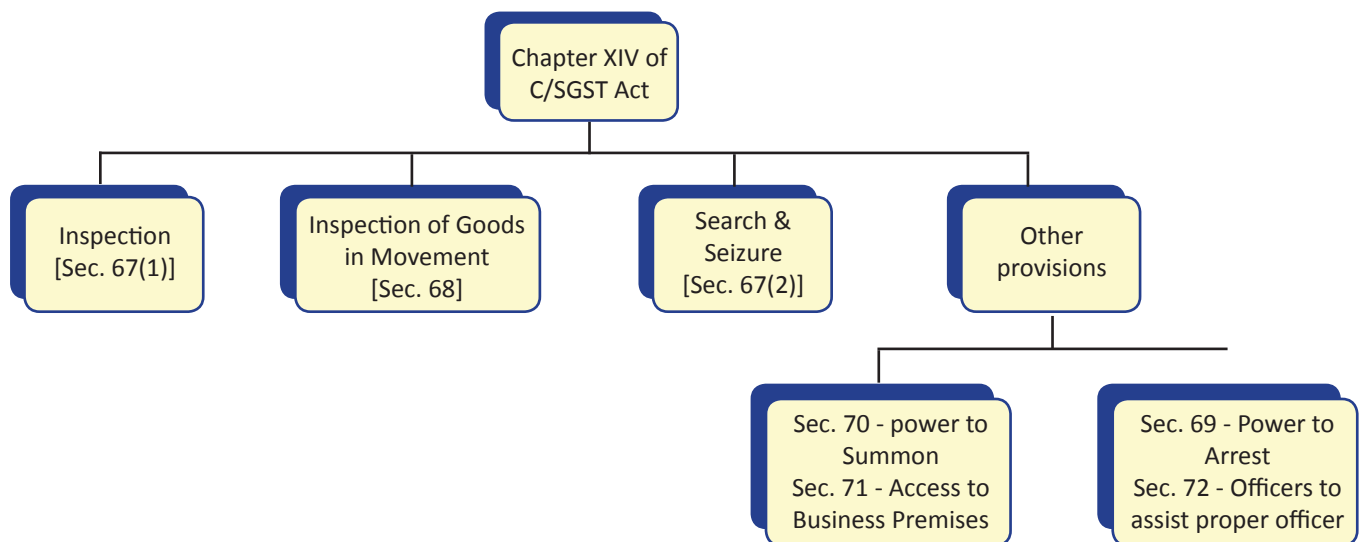 Chapter XIV of
C/SGST Act
Inspection
[Sec. 67(1)]
Inspection of Goods
in Movement
[Sec. 68]
Search &
Seizure
[Sec. 67(2)]
Other
provisions
Sec. 70 - power to
Summon
Sec. 71 - Access to
Business Premises
Sec. 69 - Power to
Arrest
Sec. 72 - Officers to
assist proper officer